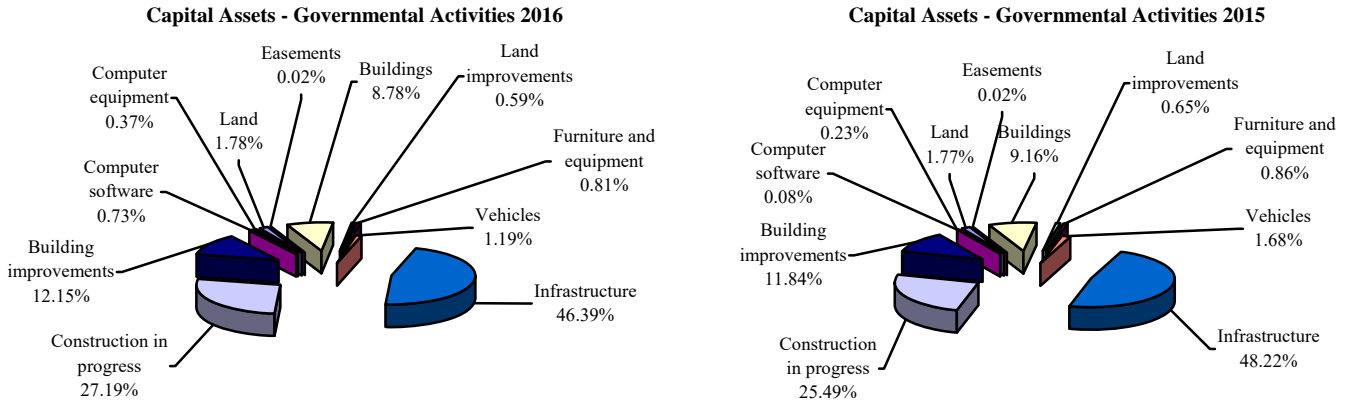 Capital Assets - Governmental Activities 2016
Easements
0.02%
Buildings
8.78%
Land
improvements
0.59%
Computer
equipment
0.37%
Land
1.78%
Furniture and
equipment
0.81%
Computer
software
0.73%
Vehicles
1.19%
Building
improvements
12.15%
Infrastructure
46.39%
Construction in
progress
27.19%
Capital Assets - Governmental Activities 2015
Easements
0.02%
Land
improvements
0.65%
Computer
equipment
0.23%
Land
1.77%
Buildings
9.16%
Furniture and
equipment
0.86%
Computer
software
0.08%
Vehicles
1.68%
Building
improvements
11.84%
Infrastructure
48.22%
Construction
in progress
25.49%